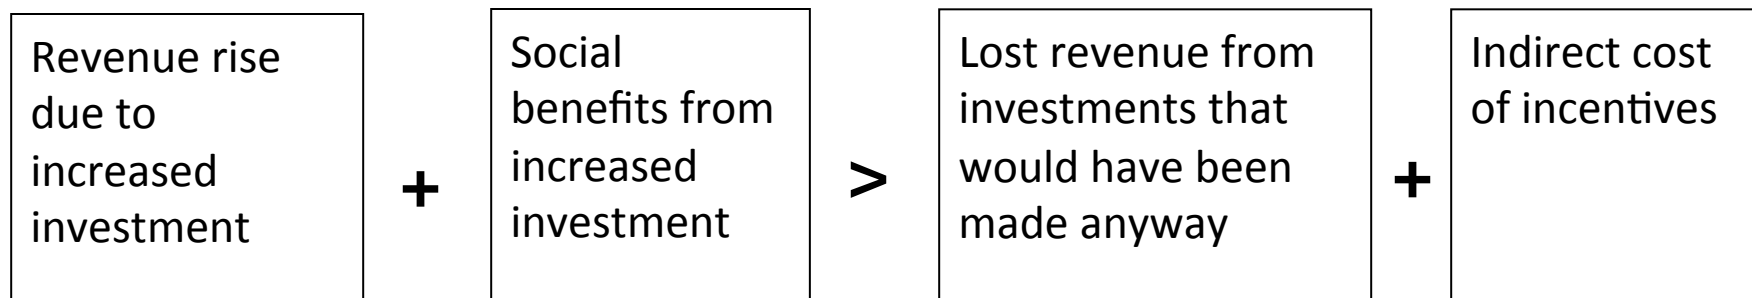 Revenue rise
due to
increased
investment
+
Social
benefits from
increased
investment
>
Lost revenue from
investments that
would have been
made anyway
+
Indirect cost
of incentives